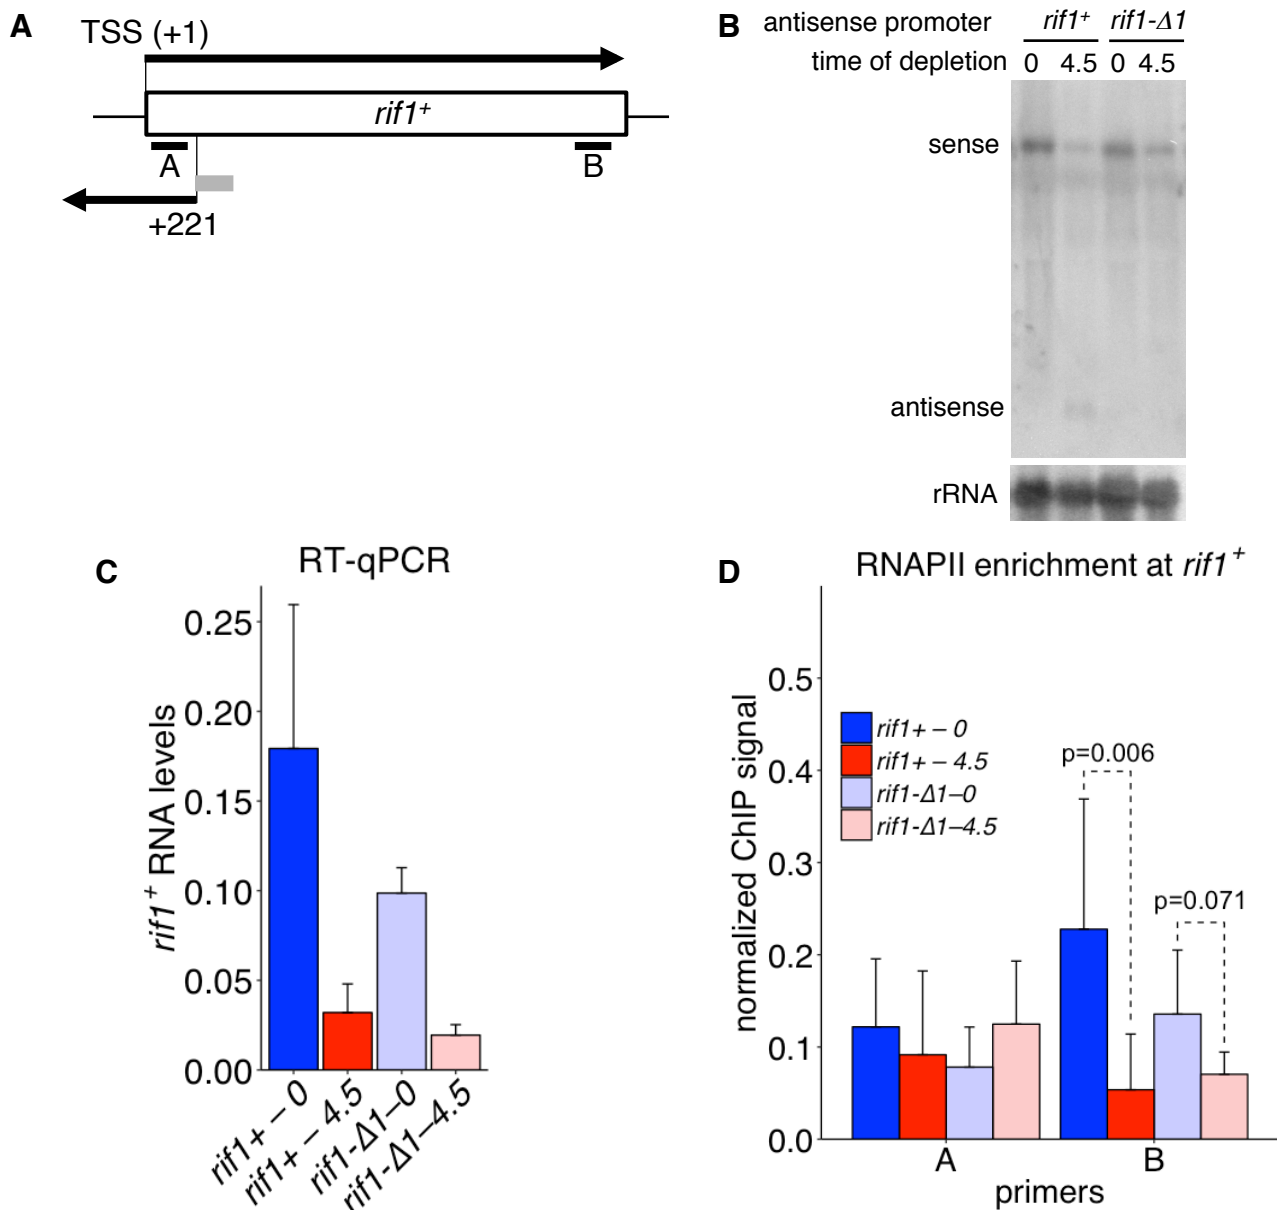 A
TSS (+1)
rif1+
A
B
+221
B
antisense promoter
rif1+ rif1-Δ1
time of depletion 0 4.5 0 4.5
sense
antisense
rRNA
C
RT-qPCR
rif1+ RNA levels
0.25
0.20
0.15
0.10
0.05
0.00
rif1+ – 0
rif1+ – 4.5
rif1-Δ1–0
rif1-Δ1–4.5
D
RNAPII enrichment at rif1+
normalized ChIP signal
0.5
0.4
0.3
0.2
0.1
0.0
rif1+ – 0
rif1+ – 4.5
rif1-Δ1–0
rif1-Δ1–4.5
p=0.006
p=0.071
A B
primers